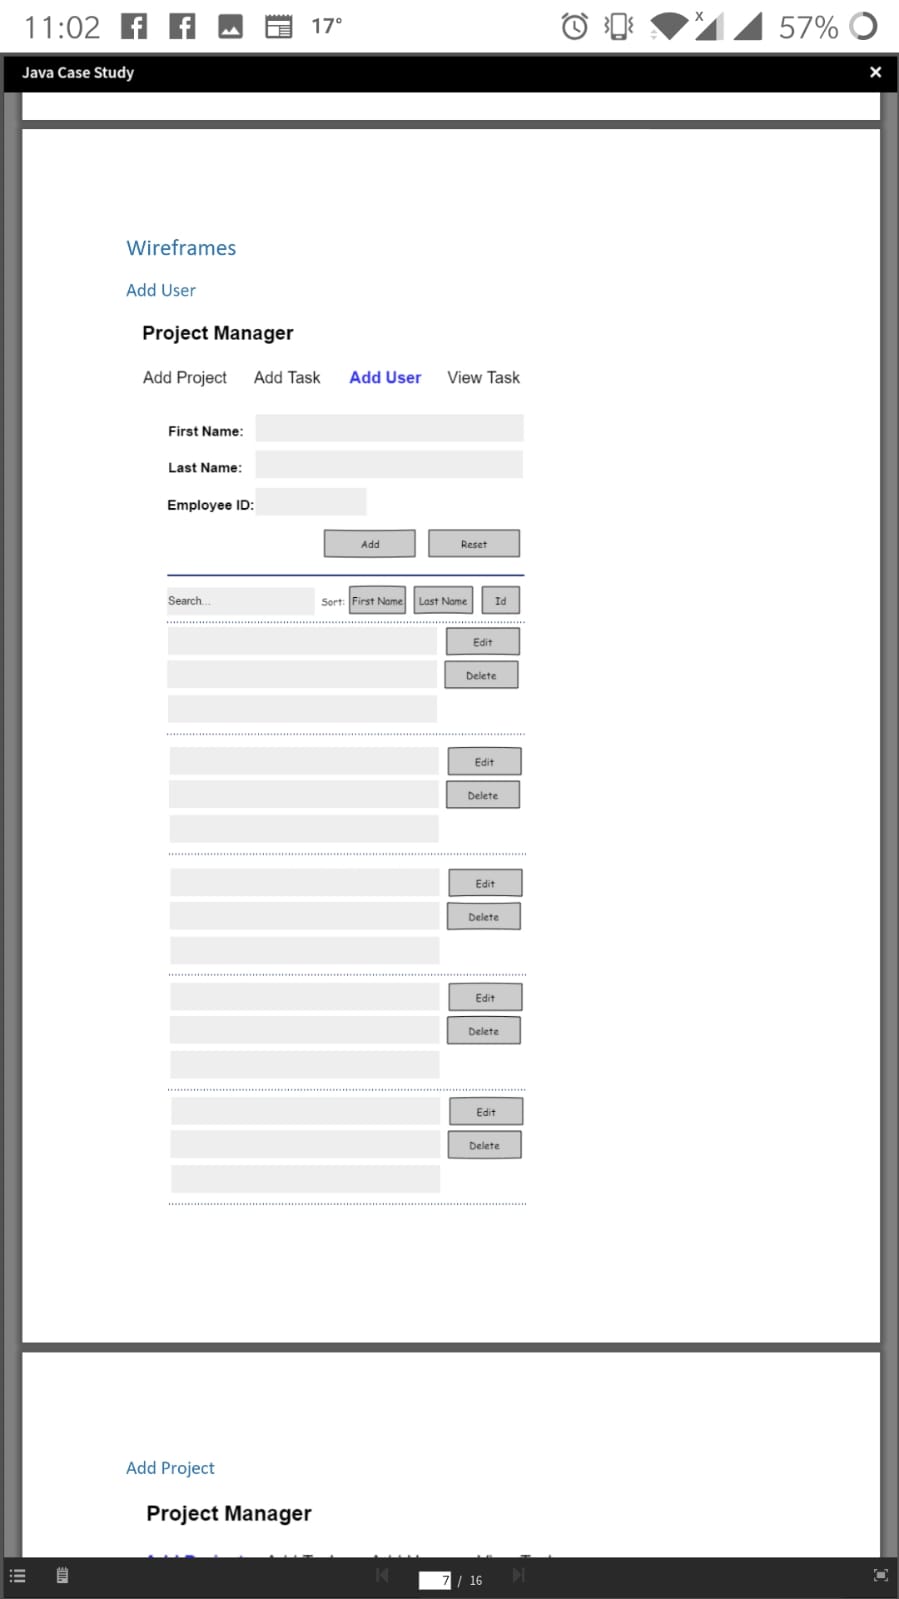 11:02 17° 57%
Java Case Study ×
Wireframes
Add User
Project Manager
Add Project Add Task Add User View Task
First Name:
Last Name:
Employee ID:
Add Reset
Search... Sort: First Name Last Name Id
Edit
Delete
Edit
Delete
Edit
Delete
Edit
Delete
Edit
Delete
Add Project
Project Manager
7 / 16